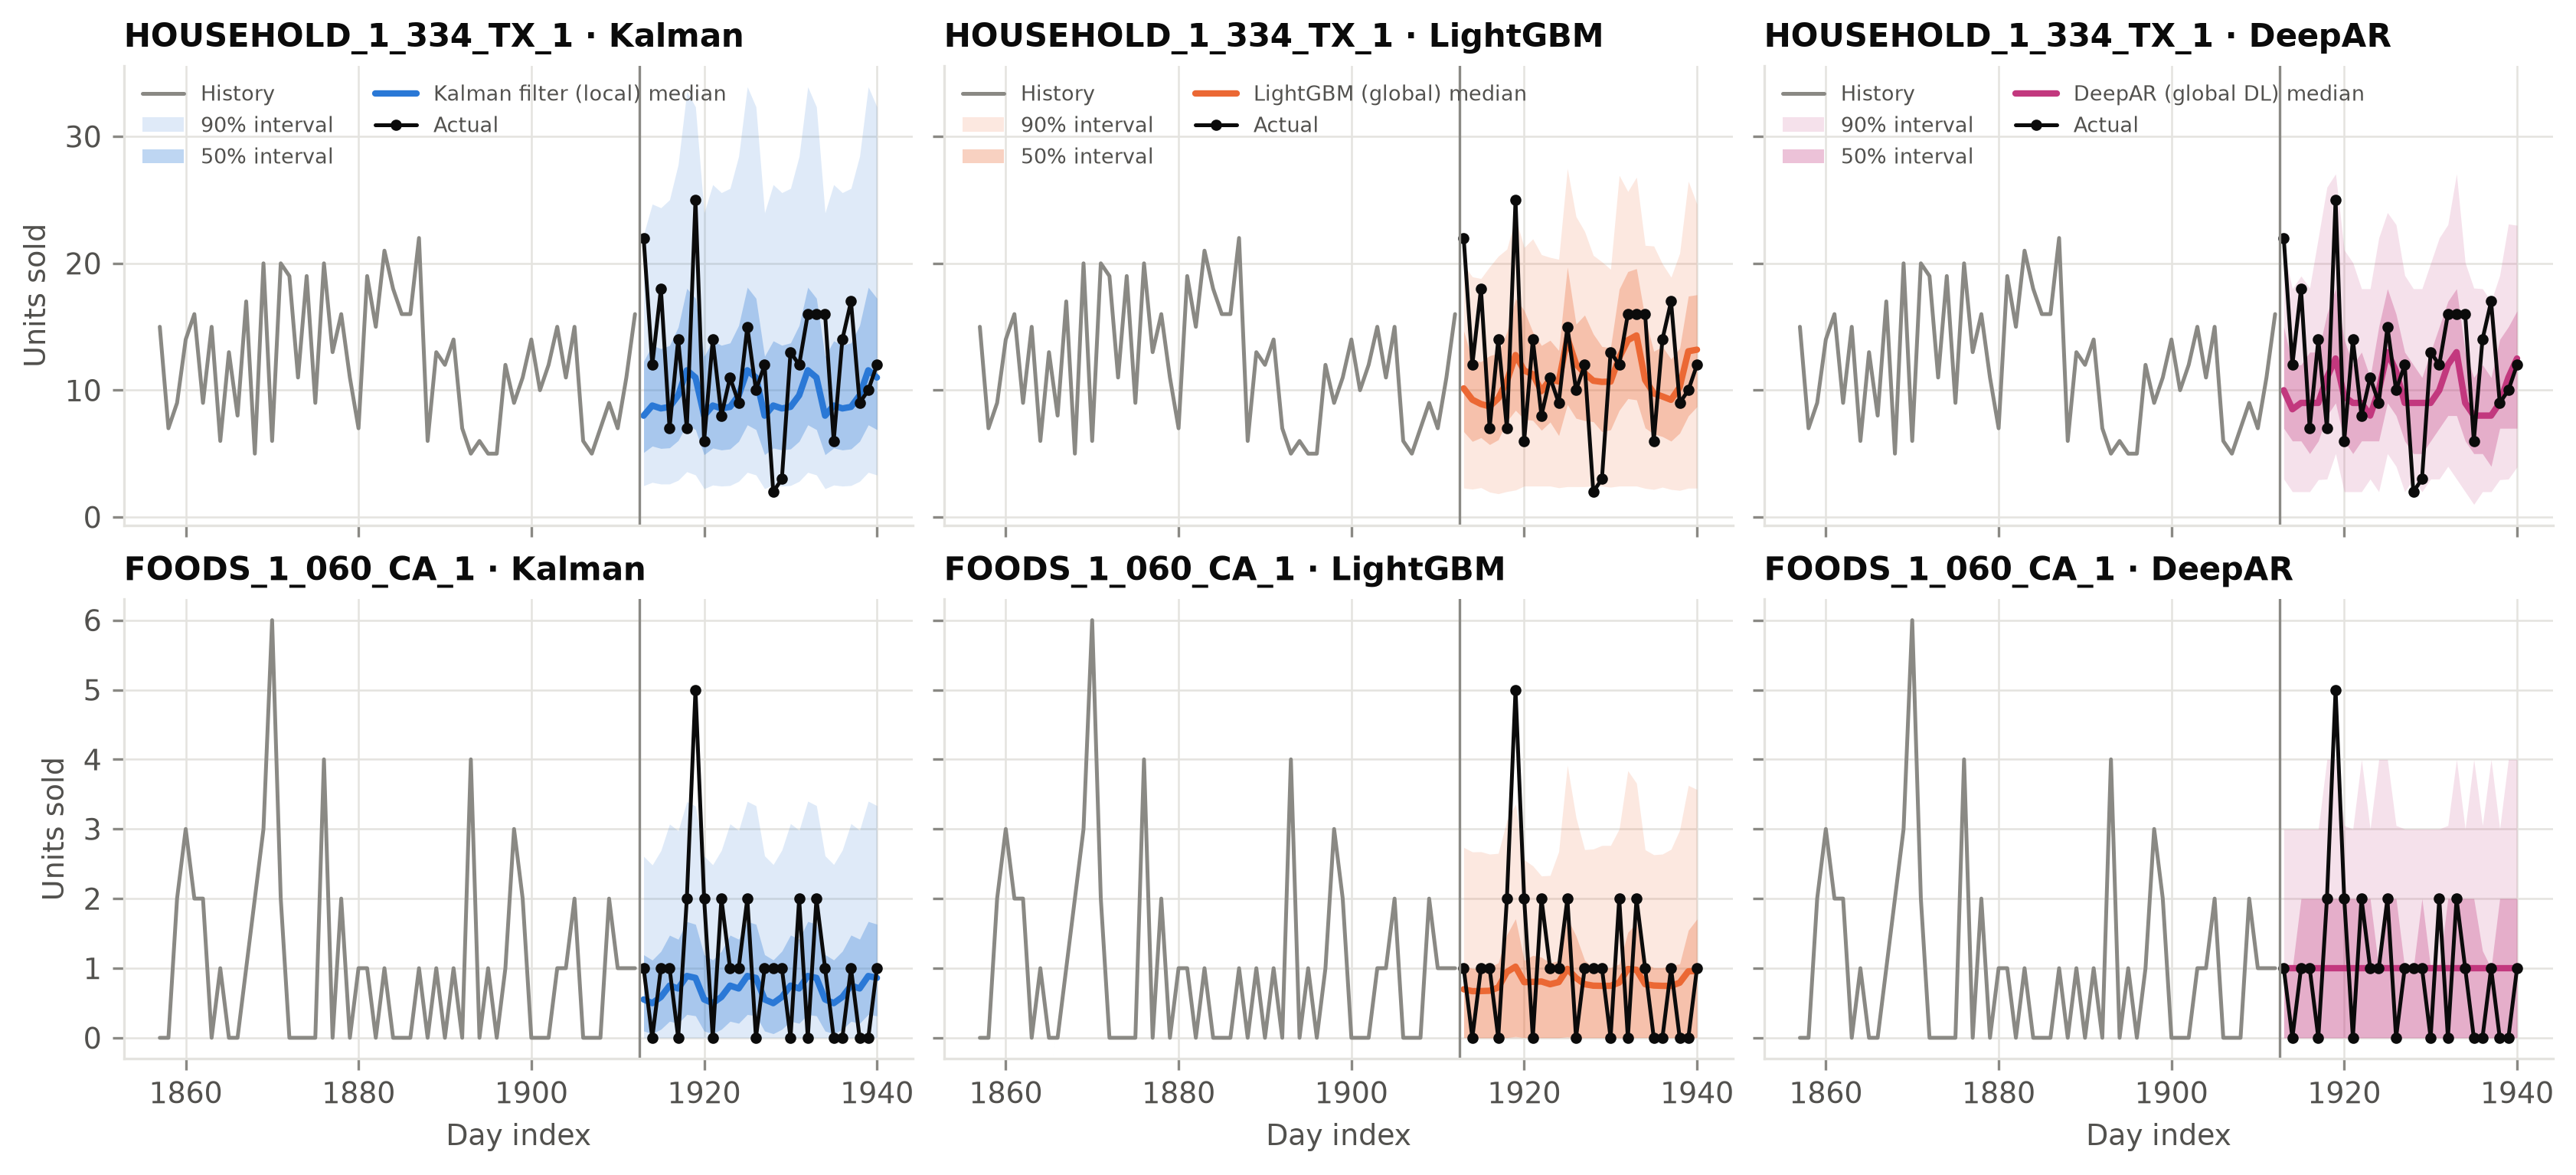 HOUSEHOLD_1_334_TX_1 · Kalman
HOUSEHOLD_1_334_TX_1 · LightGBM
HOUSEHOLD_1_334_TX_1 · DeepAR
History
90% interval
50% interval
Kalman filter (local) median
Actual
History
90% interval
50% interval
LightGBM (global) median
Actual
History
90% interval
50% interval
DeepAR (global DL) median
Actual
Units sold
30
20
10
0
FOODS_1_060_CA_1 · Kalman
FOODS_1_060_CA_1 · LightGBM
FOODS_1_060_CA_1 · DeepAR
Units sold
6
5
4
3
2
1
0
1860 1880 1900 1920 1940
1860 1880 1900 1920 1940
1860 1880 1900 1920 1940
Day index
Day index
Day index